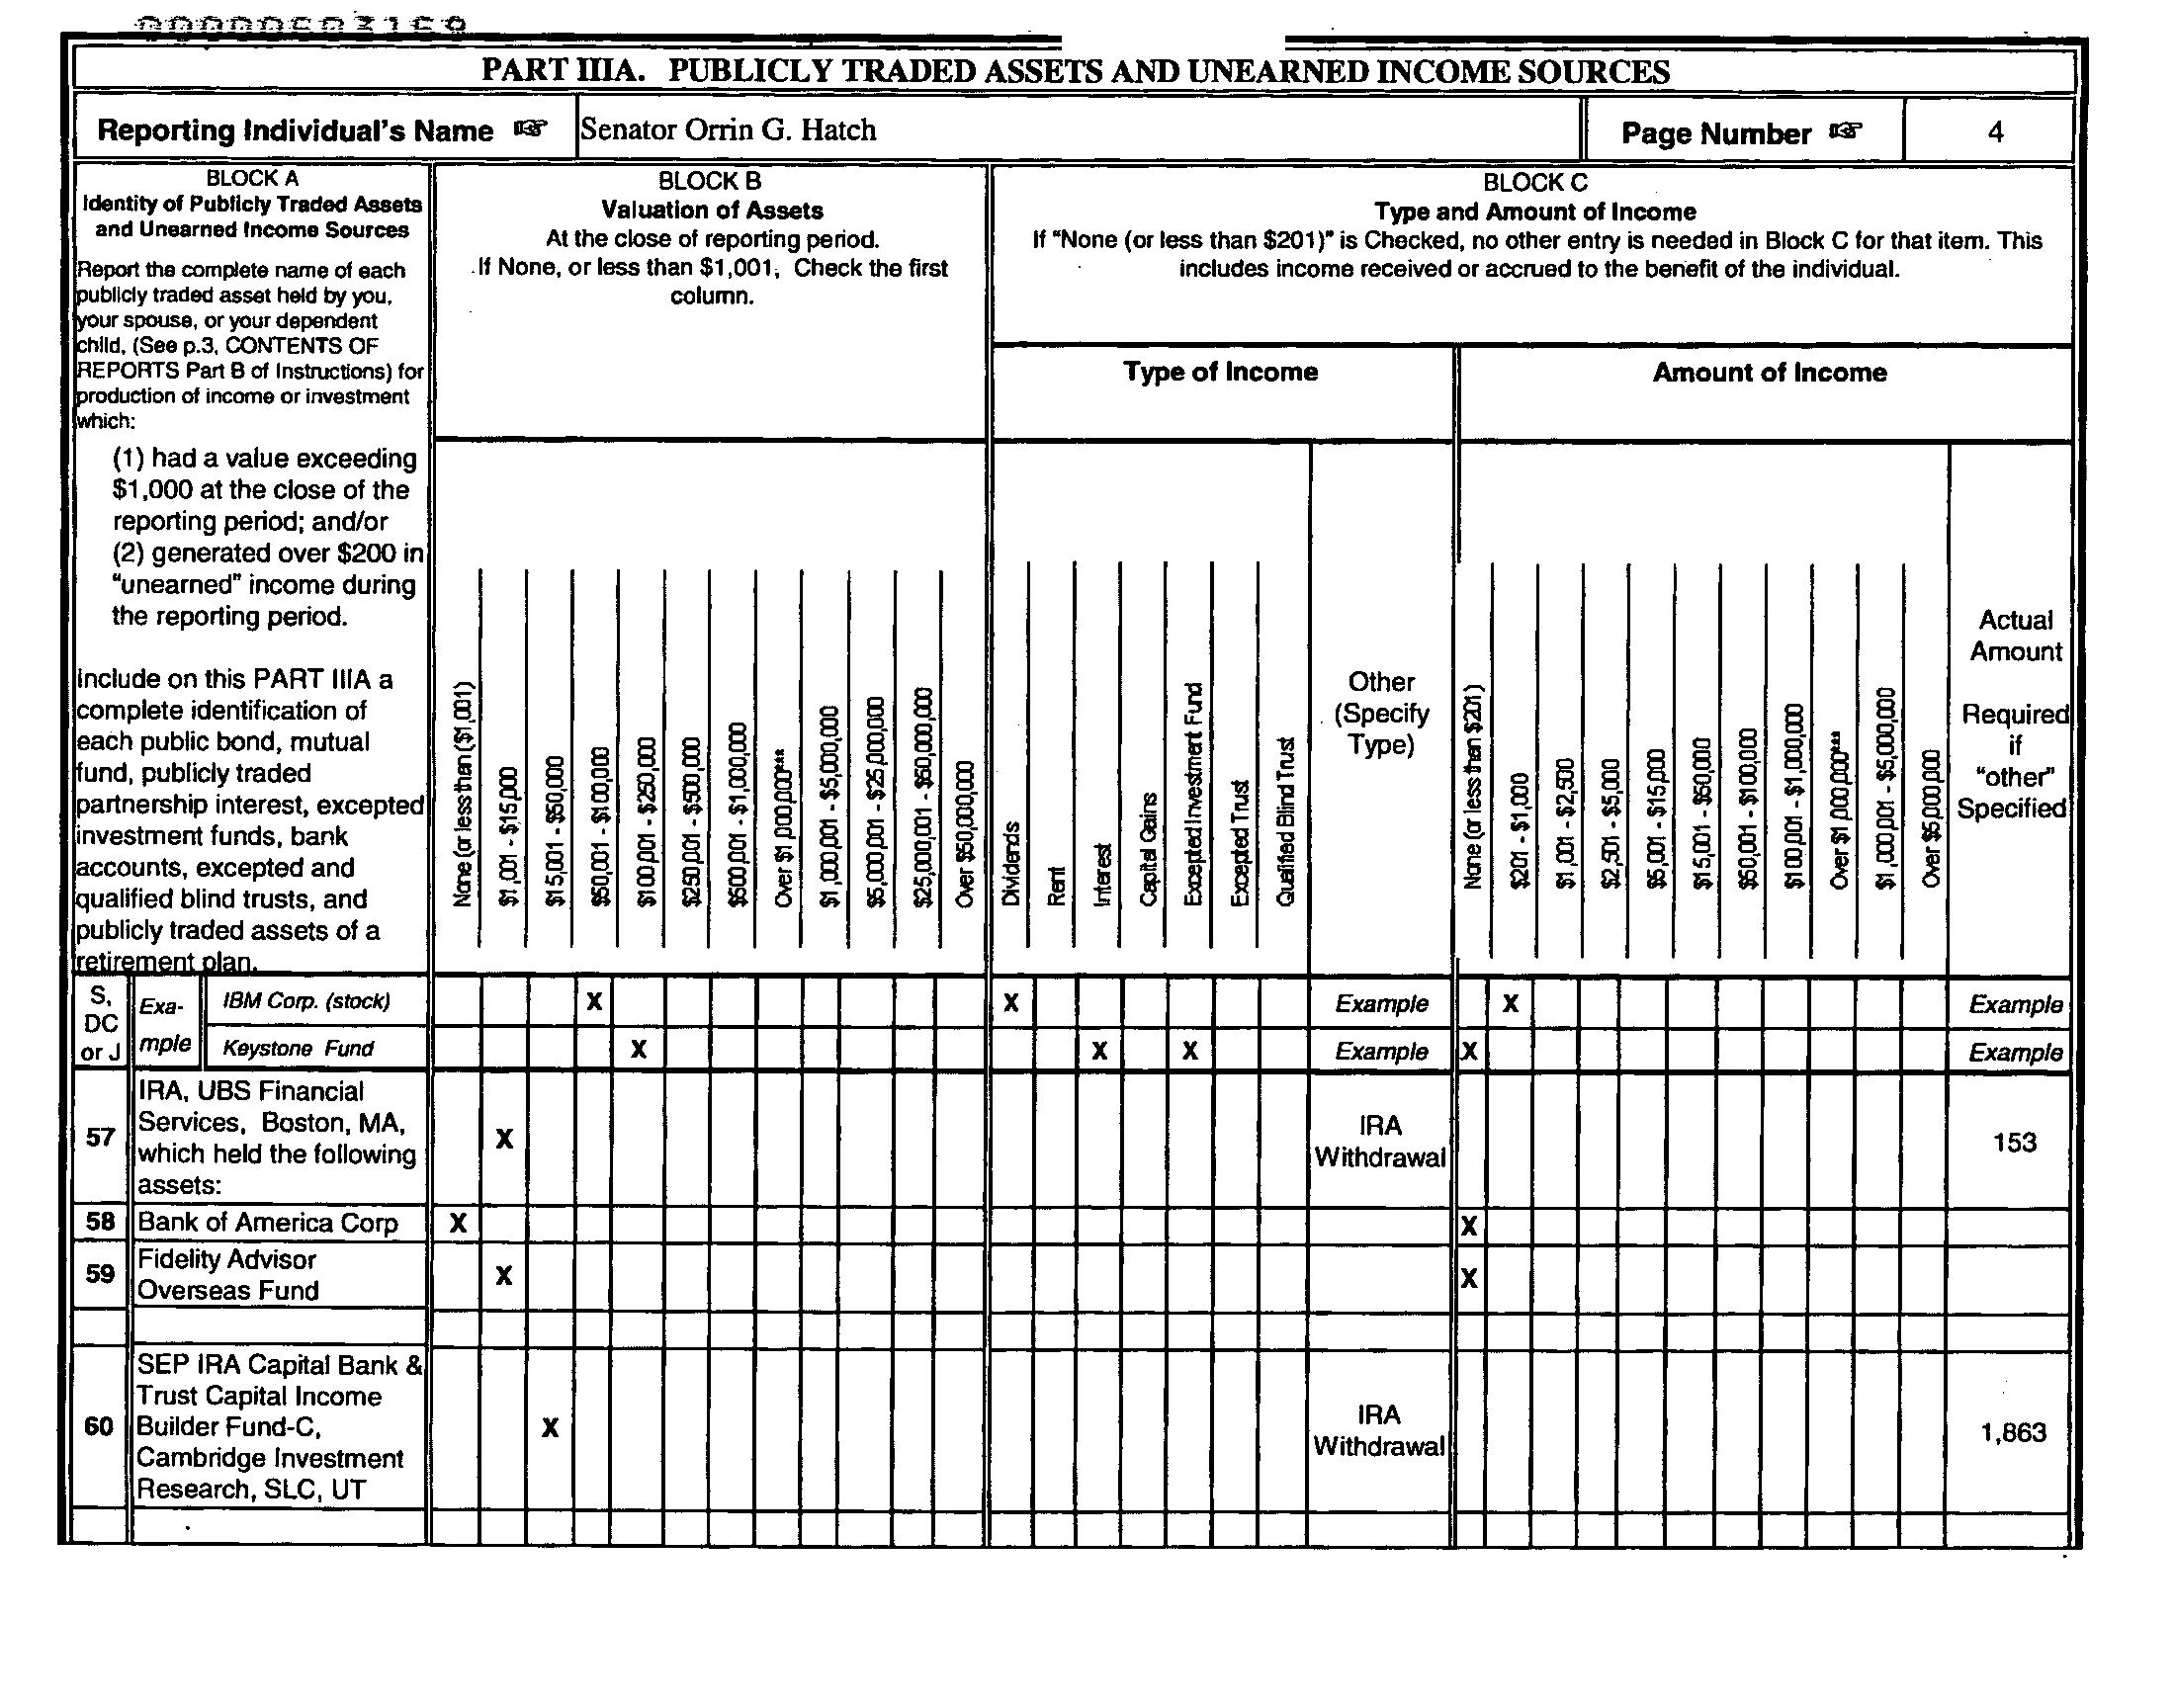 PART IIIA. PUBLICLY TRADED ASSETS AND UNEARNED INCOME SOURCES
Reporting Individual's Name ☞ Senator Orrin G. Hatch Page Number ☞ 4
BLOCK A
Identity of Publicly Traded Assets
and Unearned Income Sources
Report the complete name of each
publicly traded asset held by you,
your spouse, or your dependent
child, (See p.3, CONTENTS OF
REPORTS Part B of Instructions) for
production of income or investment
which:
(1) had a value exceeding
$1,000 at the close of the
reporting period; and/or
(2) generated over $200 in
"unearned" income during
the reporting period.
Include on this PART IIIA a
complete identification of
each public bond, mutual
fund, publicly traded
partnership interest, excepted
investment funds, bank
accounts, excepted and
qualified blind trusts, and
publicly traded assets of a
retirement plan.
BLOCK B
Valuation of Assets
At the close of reporting period.
If None, or less than $1,001, Check the first
column.
None (or less than ($1,001)
$1,001 - $15,000
$15,001 - $50,000
$50,001 - $100,000
$100,001 - $250,000
$250,001 - $500,000
$500,001 - $1,000,000
Over $1,000,000***
$1,000,001 - $5,000,000
$5,000,001 - $25,000,000
$25,000,001 - $50,000,000
Over $50,000,000
BLOCK C
Type and Amount of Income
If "None (or less than $201)" is Checked, no other entry is needed in Block C for that item. This
includes income received or accrued to the benefit of the individual.
Type of Income
Dividends
Rent
Interest
Capital Gains
Excepted Investment Fund
Excepted Trust
Qualified Blind Trust
Other
(Specify
Type)
Amount of Income
None (or less then $201)
$201 - $1,000
$1,001 - $2,500
$2,501 - $5,000
$5,001 - $15,000
$15,001 - $50,000
$50,001 - $100,000
$100,001 - $1,000,000
Over $1,000,000***
$1,000,001 - $5,000,000
Over $5,000,000
Actual
Amount
Required
if
"other"
Specified
S,
DC
or J
Exa-
mple
IBM Corp. (stock) X X Example X Example
Keystone Fund X X X Example X Example
57
IRA, UBS Financial
Services, Boston, MA,
which held the following
assets:
X
IRA
Withdrawal
153
58 Bank of America Corp X X
59
Fidelity Advisor
Overseas Fund
X X
60
SEP IRA Capital Bank &
Trust Capital Income
Builder Fund-C,
Cambridge Investment
Research, SLC, UT
X
IRA
Withdrawal
1,863